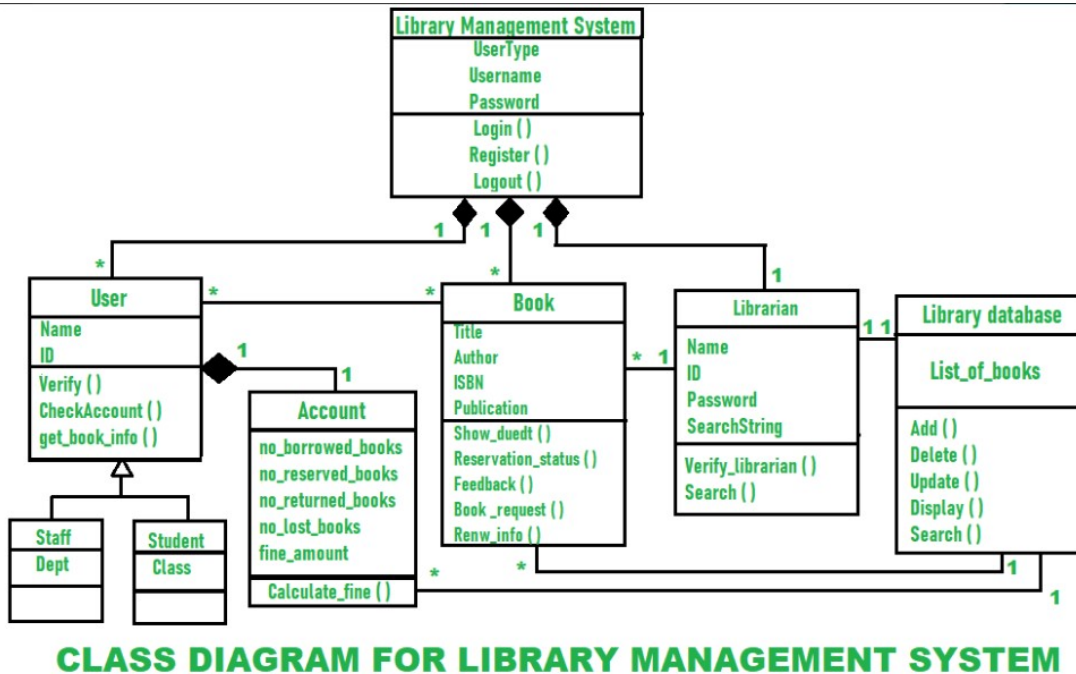 Library Management System
UserType
Username
Password
Login ( )
Register ( )
Logout ( )
1
1
1
*
*
1
User
Name
ID
Verify ( )
CheckAccount ( )
get_book_info ( )
*
*
1
1
Book
Title
Author
ISBN
Publication
Show_duedt ( )
Reservation_status ( )
Feedback ( )
Book _request ( )
Renw_info ( )
* 1
Librarian
Name
ID
Password
SearchString
Verify_librarian ( )
Search ( )
1 1
Library database
List_of_books
Add ( )
Delete ( )
Update ( )
Display ( )
Search ( )
Account
no_borrowed_books
no_reserved_books
no_returned_books
no_lost_books
fine_amount
Calculate_fine ( )
Staff
Dept
Student
Class
*
*
1
1
CLASS DIAGRAM FOR LIBRARY MANAGEMENT SYSTEM